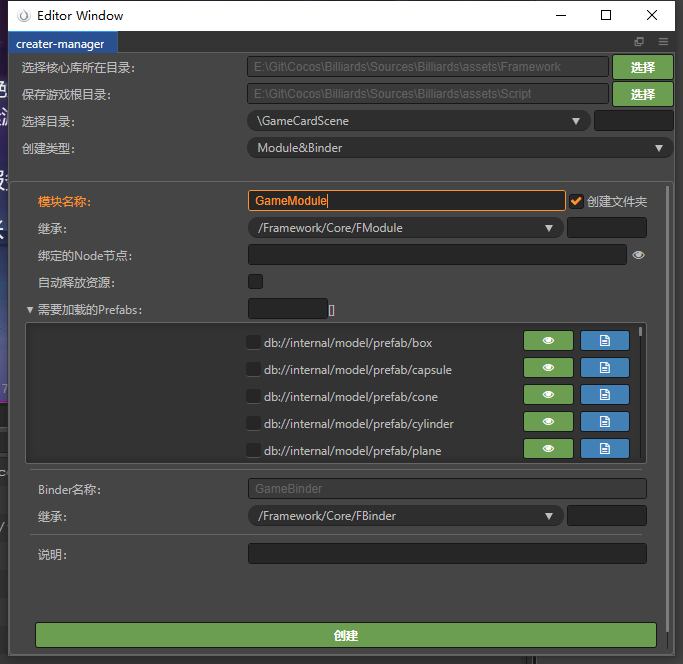 Editor Window
creater-manager
选择核心库所在目录: E:\Git\Cocos\Billiards\Sources\Billiards\assets\Framework 选择
保存游戏根目录: E:\Git\Cocos\Billiards\Sources\Billiards\assets\Script 选择
选择目录: \GameCardScene
创建类型: Module&Binder
模块名称: GameModule 创建文件夹
继承: /Framework/Core/FModule
绑定的Node节点:
自动释放资源:
需要加载的Prefabs: []
db://internal/model/prefab/box
db://internal/model/prefab/capsule
db://internal/model/prefab/cone
db://internal/model/prefab/cylinder
db://internal/model/prefab/plane
Binder名称: GameBinder
继承: /Framework/Core/FBinder
说明:
创建